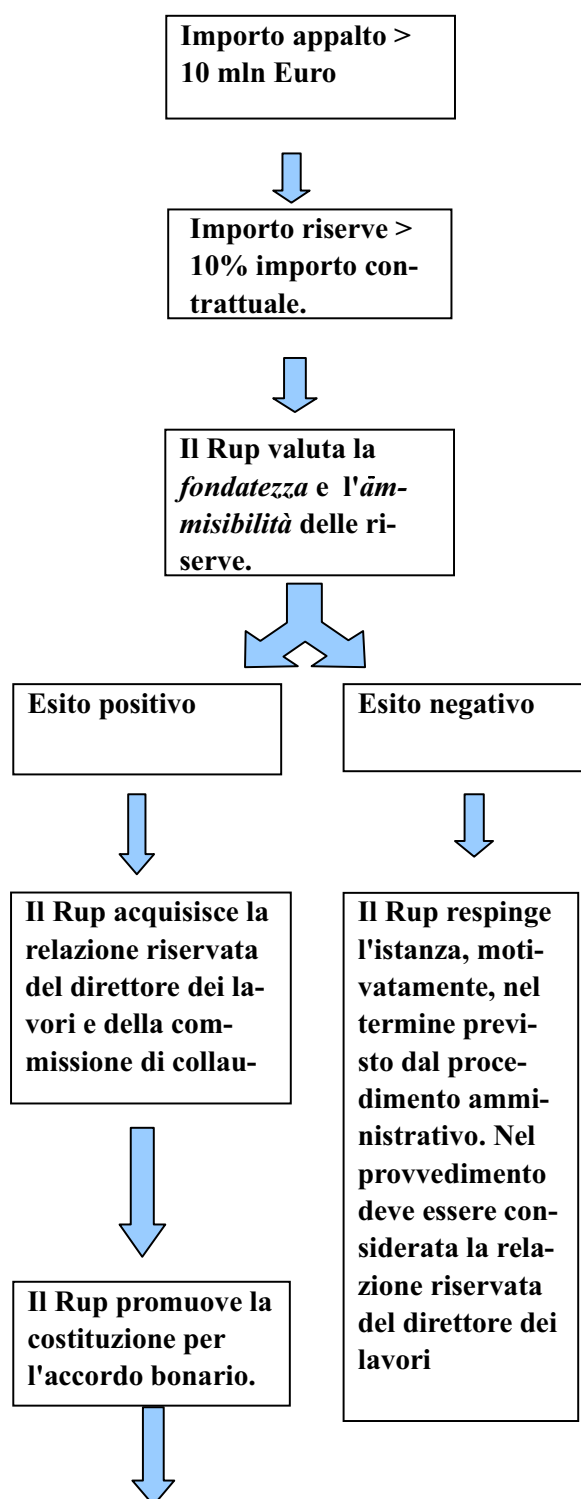 Importo appalto >
10 mln Euro
Importo riserve >
10% importo con-
trattuale.
Il Rup valuta la
fondatezza e l'ām-
misibilità delle ri-
serve.
Esito positivo
Esito negativo
Il Rup acquisisce la
relazione riservata
del direttore dei la-
vori e della com-
missione di collau-
Il Rup respinge
l'istanza, moti-
vatamente, nel
termine previ-
sto dal proce-
dimento ammi-
nistrativo. Nel
provvedimento
deve essere con-
siderata la rela-
zione riservata
del direttore dei
lavori
Il Rup promuove la
costituzione per
l'accordo bonario.